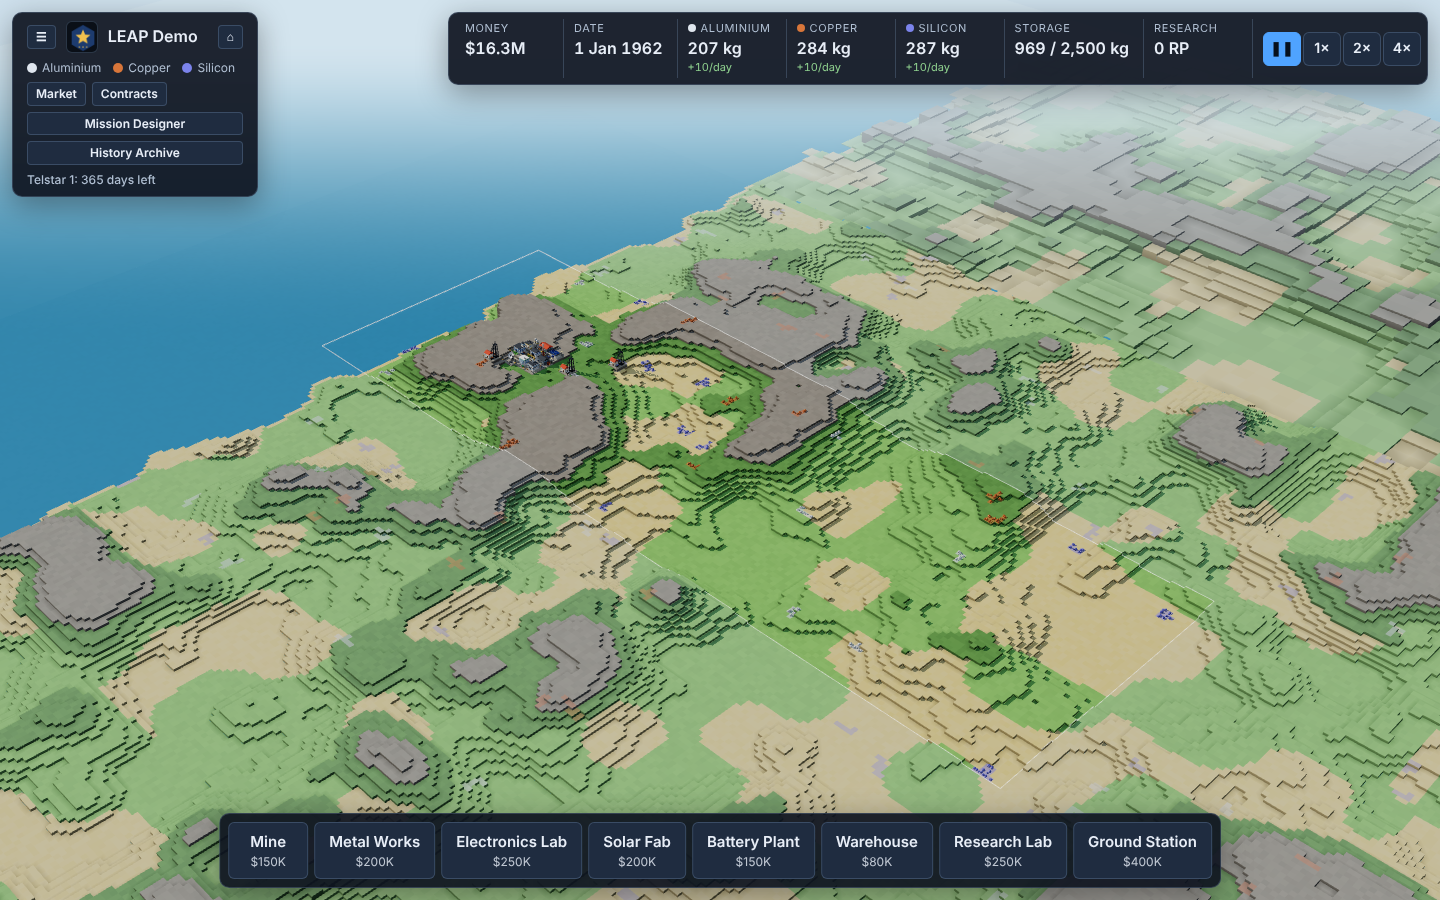 ☰ LEAP Demo ⌂
Aluminium Copper Silicon
Market Contracts
Mission Designer
History Archive
Telstar 1: 365 days left
MONEY DATE ALUMINIUM COPPER SILICON STORAGE RESEARCH
$16.3M 1 Jan 1962 207 kg 284 kg 287 kg 969 / 2,500 kg 0 RP
+10/day +10/day +10/day
1× 2× 4×
Mine Metal Works Electronics Lab Solar Fab Battery Plant Warehouse Research Lab Ground Station
$150K $200K $250K $200K $150K $80K $250K $400K